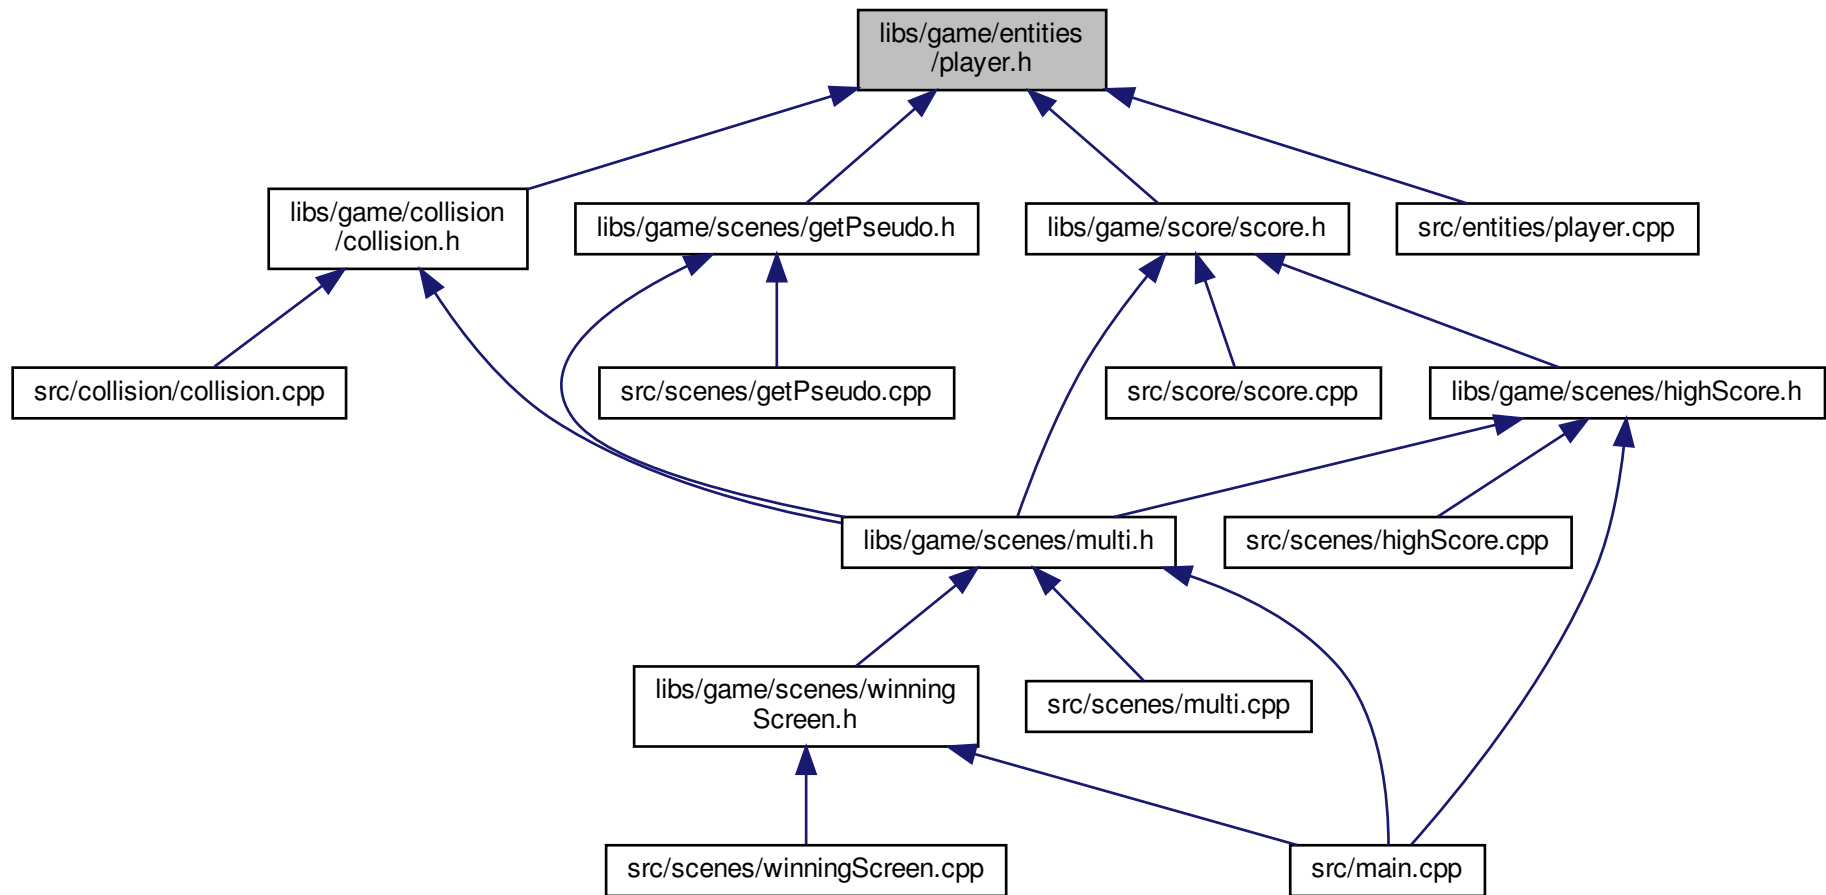 libs/game/entities
/player.h
libs/game/collision
/collision.h
libs/game/scenes/getPseudo.h
libs/game/score/score.h
src/entities/player.cpp
src/collision/collision.cpp
src/scenes/getPseudo.cpp
src/score/score.cpp
libs/game/scenes/highScore.h
libs/game/scenes/multi.h
src/scenes/highScore.cpp
libs/game/scenes/winning
Screen.h
src/scenes/multi.cpp
src/scenes/winningScreen.cpp
src/main.cpp